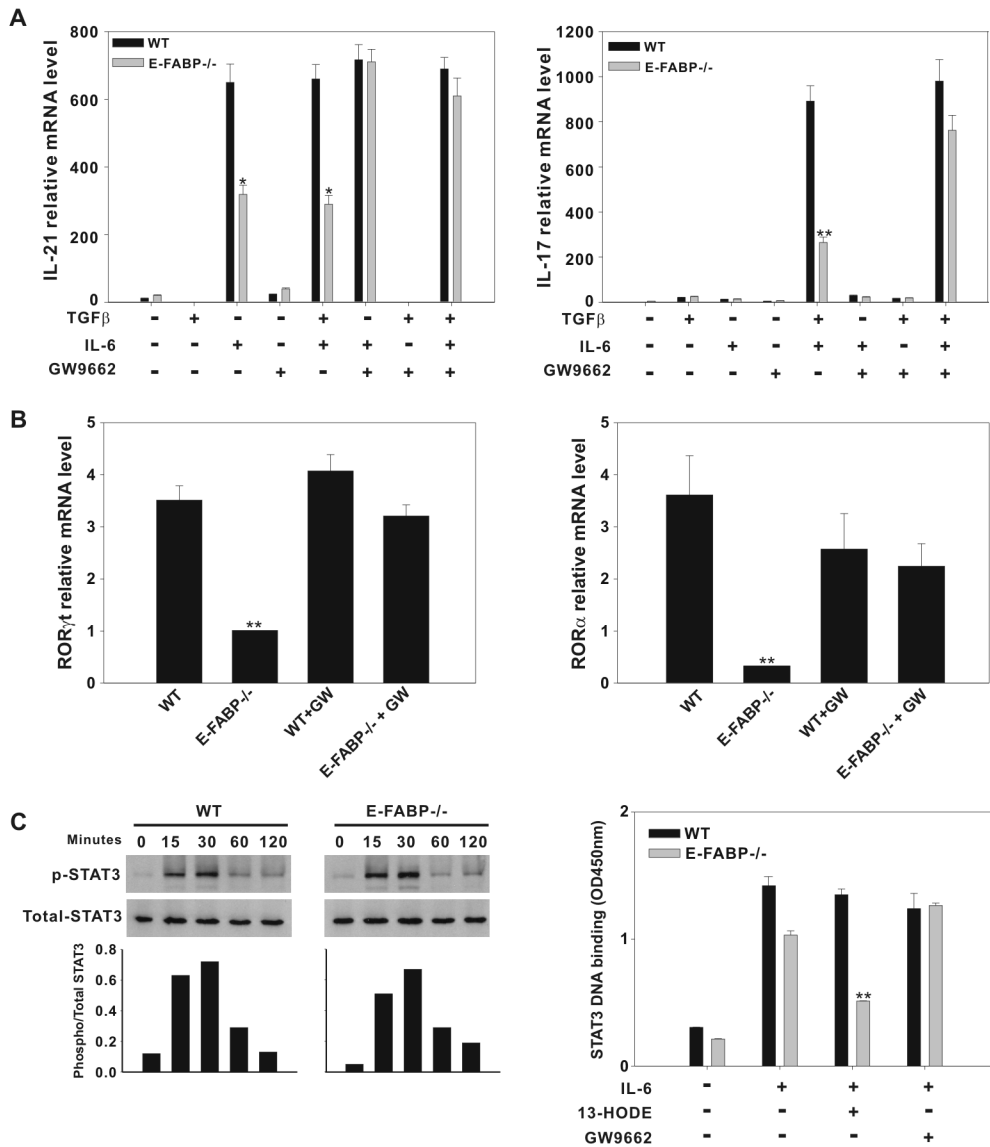 A
IL-21 relative mRNA level
800
600
400
200
0
WT
E-FABP-/-
*
*
TGFβ - + - - + - + +
IL-6 - - + - + + - +
GW9662 - - - + - + + +
IL-17 relative mRNA level
1200
1000
800
600
400
200
0
WT
E-FABP-/-
**
TGFβ - + - - + - + +
IL-6 - - + - + + - +
GW9662 - - - + - + + +
B
RORγt relative mRNA level
5
4
3
2
1
0
**
WT
E-FABP-/-
WT+GW
E-FABP-/- + GW
RORα relative mRNA level
5
4
3
2
1
0
**
WT
E-FABP-/-
WT+GW
E-FABP-/- + GW
C
WT E-FABP-/-
Minutes 0 15 30 60 120 0 15 30 60 120
p-STAT3
Total-STAT3
Phospho/Total STAT3
0.8
0.6
0.4
0.2
0.0
STAT3 DNA binding (OD450nm)
2
1
0
WT
E-FABP-/-
**
IL-6 - + + +
13-HODE - - + -
GW9662 - - - +